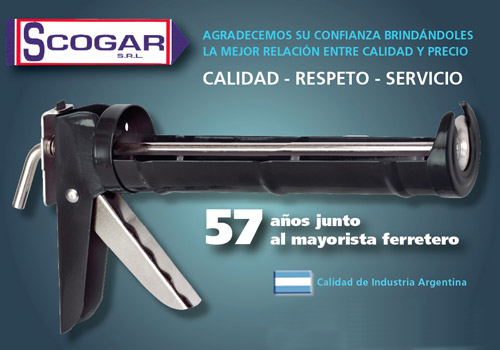 SCOGAR
S.R.L.
AGRADECEMOS SU CONFIANZA BRINDÁNDOLES
LA MEJOR RELACIÓN ENTRE CALIDAD Y PRECIO
CALIDAD - RESPETO - SERVICIO
57 años junto
al mayorista ferretero
Calidad de Industria Argentina